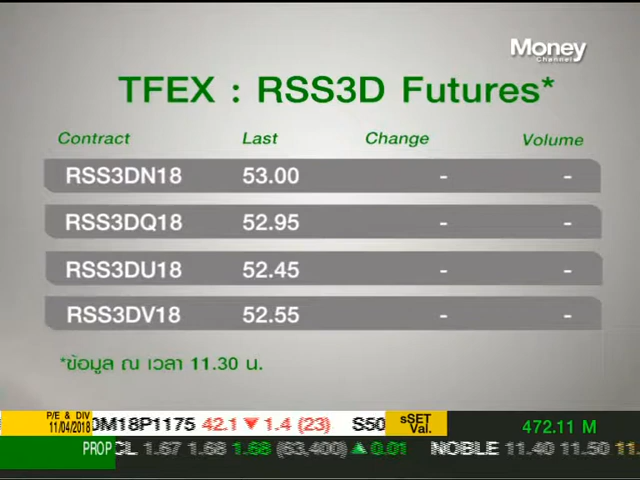 Money
Channel
TFEX : RSS3D Futures*
Contract Last Change Volume
RSS3DN18 53.00 - -
RSS3DQ18 52.95 - -
RSS3DU18 52.45 - -
RSS3DV18 52.55 - -
*ข้อมูล ณ เวลา 11.30 น.
P/E & DIV
11/04/2018
0M18P1175 42.1 ▼ 1.4 (23) S50
sSET
Val.
472.11 M
PROP
CL 1.67 1.68 1.68 (63,400) ▲ 0.01 NOBLE 11.40 11.50 11.